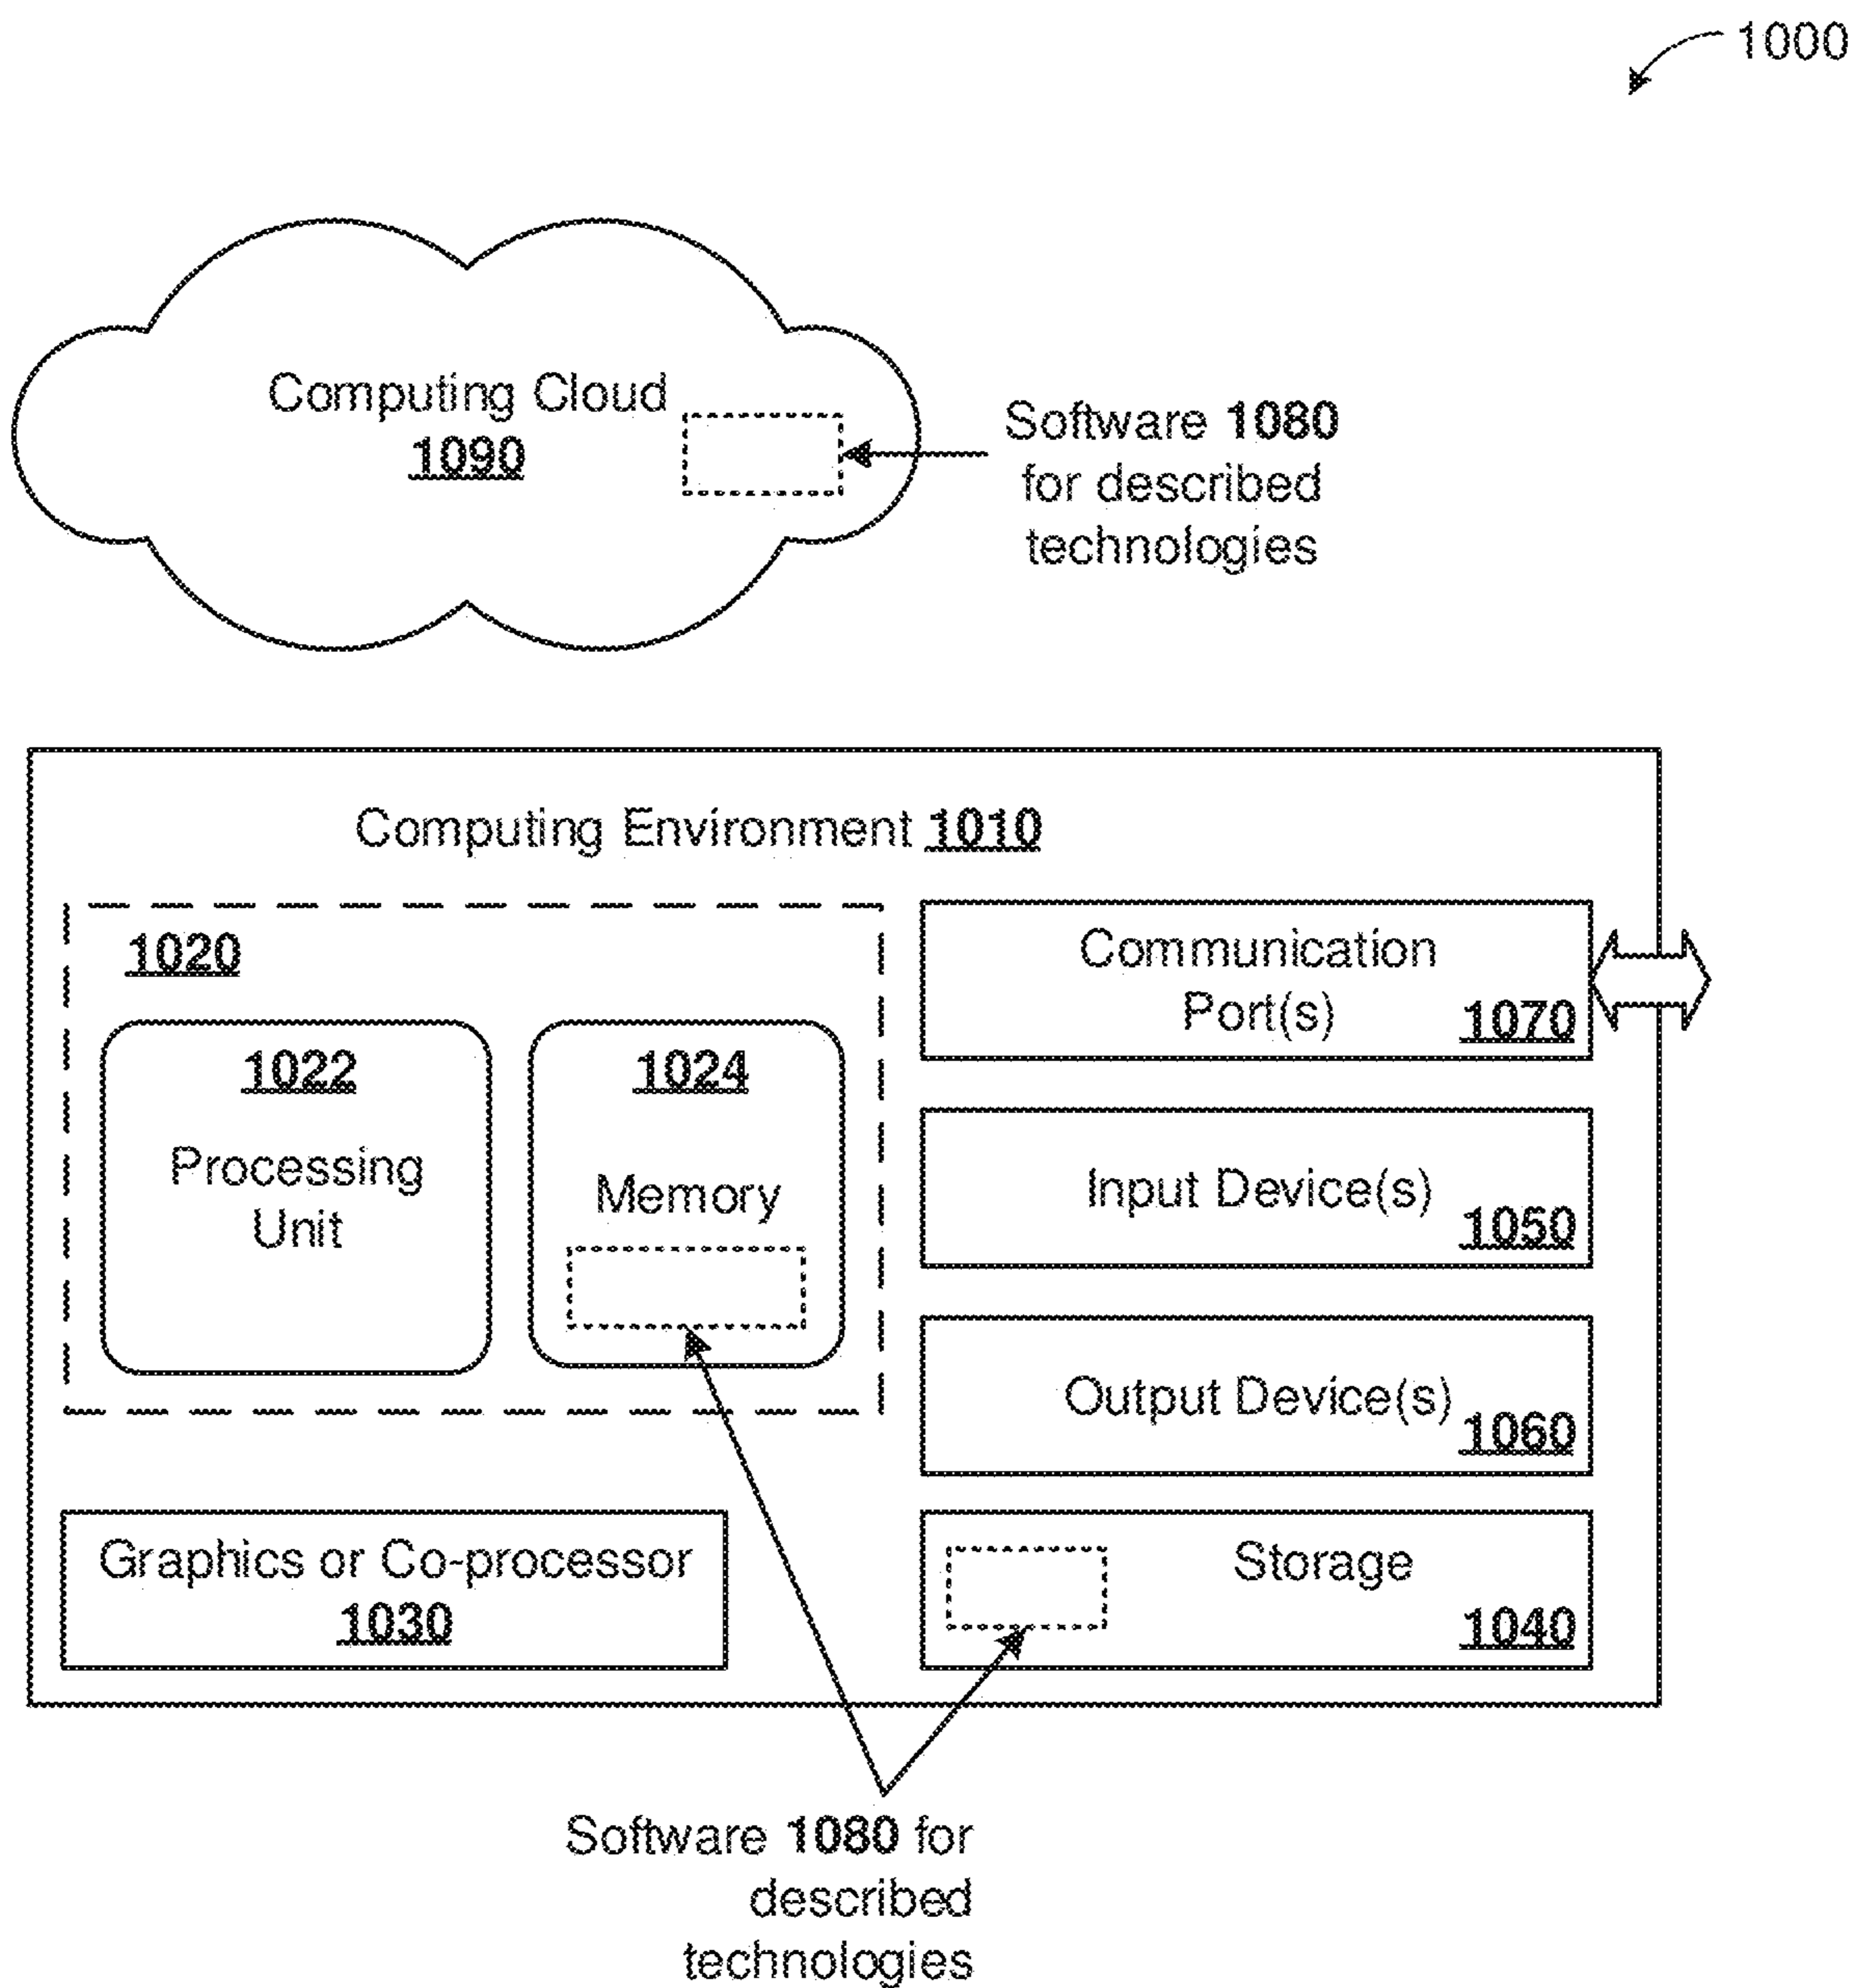 1000
Computing Cloud
1090
Software 1080
for described
technologies
Computing Environment 1010
1020
1022
Processing
Unit
1024
Memory
Communication
Port(s)
1070
Input Device(s)
1050
Output Device(s)
1060
Graphics or Co-processor
1030
Storage
1040
Software 1080 for
described
technologies